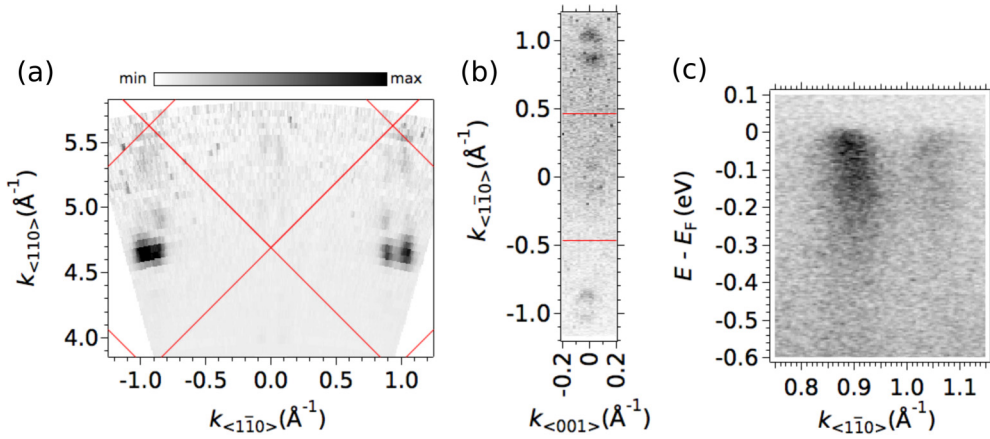 (a)
min max
5.5
5.0
4.5
4.0
k<110>(Å⁻¹)
-1.0 -0.5 0.0 0.5 1.0
k<11̅0>(Å⁻¹)
(b)
1.0
0.5
0
-0.5
-1.0
k<11̅0>(Å⁻¹)
-0.2 0 0.2
k<001>(Å⁻¹)
(c)
0.1
0
-0.1
-0.2
-0.3
-0.4
-0.5
-0.6
E - EF (eV)
0.8 0.9 1.0 1.1
k<11̅0>(Å⁻¹)